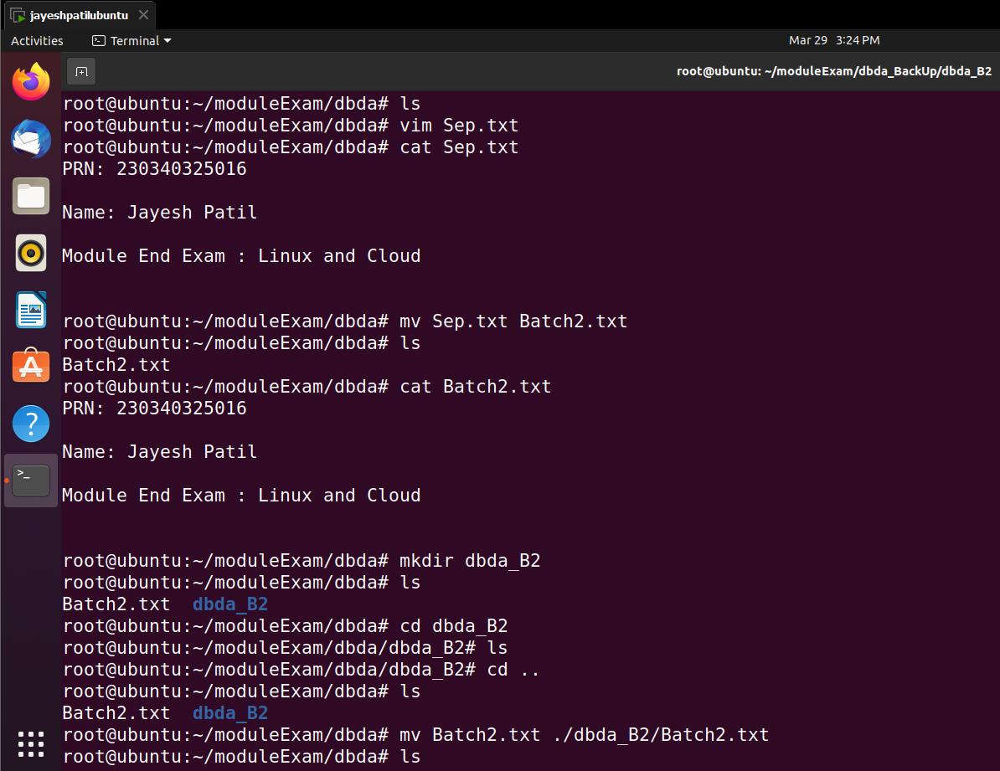 jayeshpatilubuntu
Activities Terminal Mar 29 3:24 PM
root@ubuntu: ~/moduleExam/dbda_BackUp/dbda_B2
root@ubuntu:~/moduleExam/dbda# ls
root@ubuntu:~/moduleExam/dbda# vim Sep.txt
root@ubuntu:~/moduleExam/dbda# cat Sep.txt
PRN: 230340325016
Name: Jayesh Patil
Module End Exam : Linux and Cloud
root@ubuntu:~/moduleExam/dbda# mv Sep.txt Batch2.txt
root@ubuntu:~/moduleExam/dbda# ls
Batch2.txt
root@ubuntu:~/moduleExam/dbda# cat Batch2.txt
PRN: 230340325016
Name: Jayesh Patil
Module End Exam : Linux and Cloud
root@ubuntu:~/moduleExam/dbda# mkdir dbda_B2
root@ubuntu:~/moduleExam/dbda# ls
Batch2.txt  dbda_B2
root@ubuntu:~/moduleExam/dbda# cd dbda_B2
root@ubuntu:~/moduleExam/dbda/dbda_B2# ls
root@ubuntu:~/moduleExam/dbda/dbda_B2# cd ..
root@ubuntu:~/moduleExam/dbda# ls
Batch2.txt  dbda_B2
root@ubuntu:~/moduleExam/dbda# mv Batch2.txt ./dbda_B2/Batch2.txt
root@ubuntu:~/moduleExam/dbda# ls